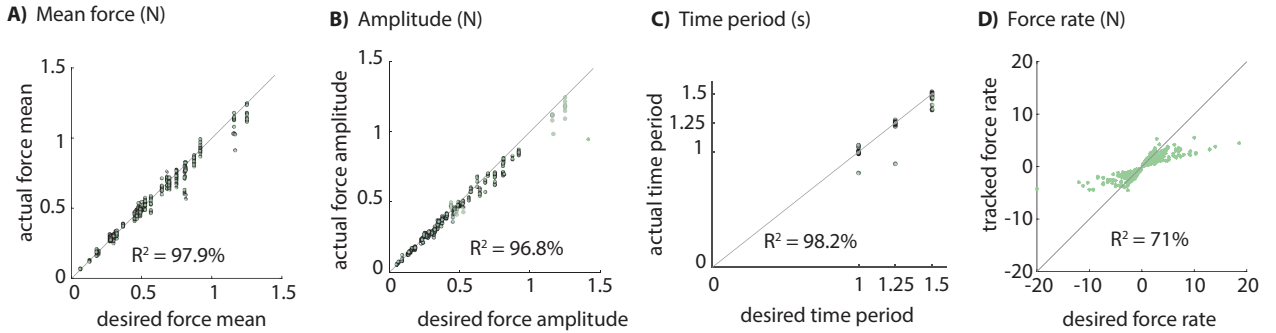 A) Mean force (N)
1.5
1
0.5
0
0
0.5
1
1.5
actual force mean
desired force mean
R² = 97.9%
B) Amplitude (N)
1.5
1
0.5
0
0
0.5
1
1.5
actual force amplitude
desired force amplitude
R² = 96.8%
C) Time period (s)
1.5
1.25
1
0
0
1
1.25
1.5
actual time period
desired time period
R² = 98.2%
D) Force rate (N)
20
10
0
-10
-20
-20
-10
0
10
20
tracked force rate
desired force rate
R² = 71%